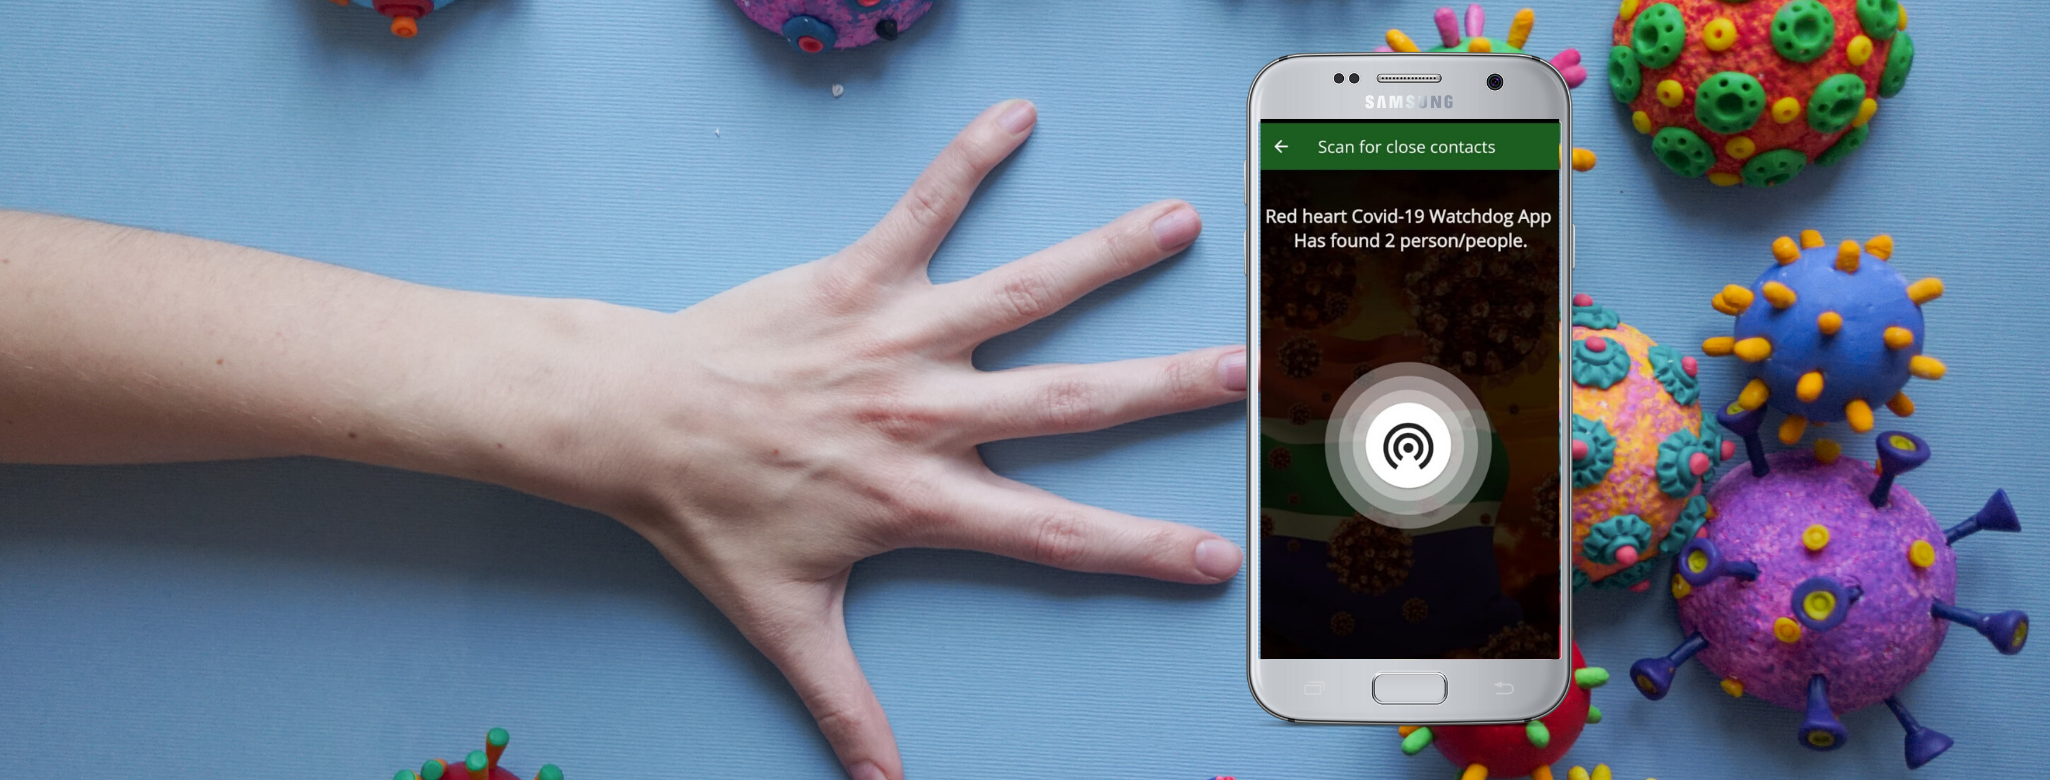 SAMSUNG
Scan for close contacts
Red heart Covid-19 Watchdog App
Has found 2 person/people.